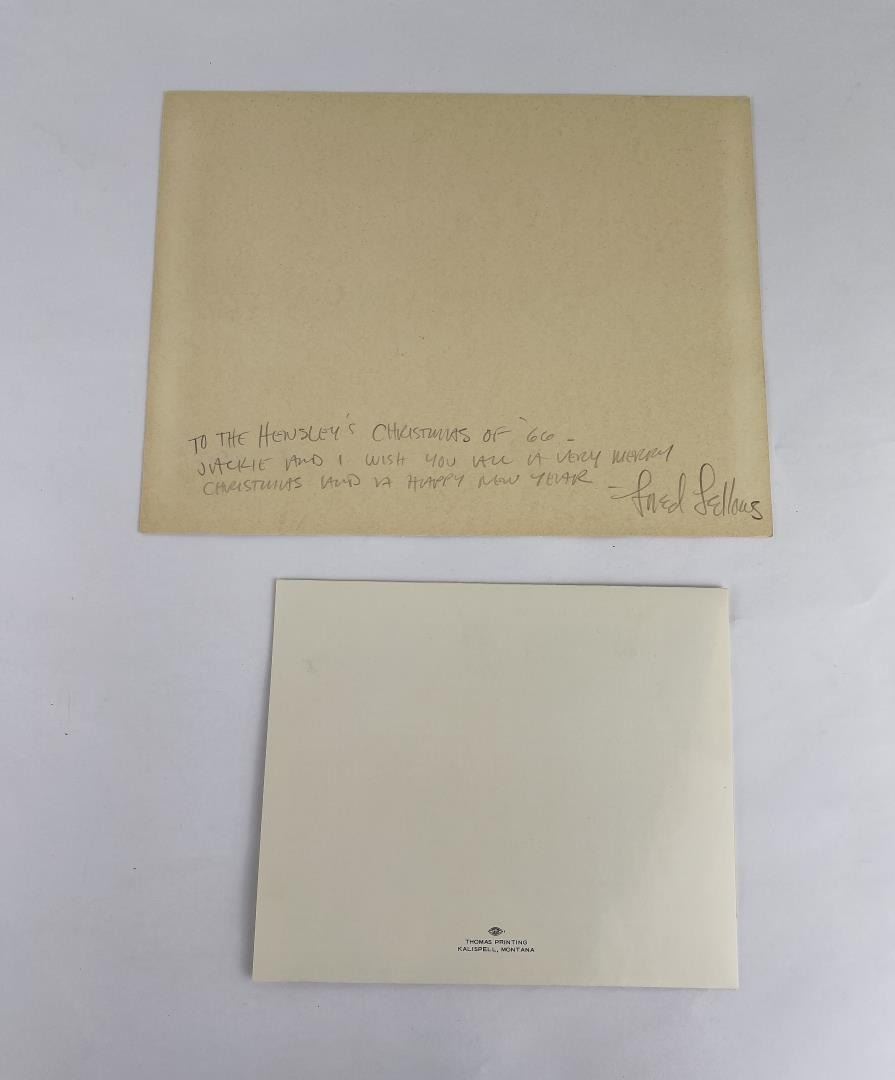 TO THE HENSLEY'S CHRISTMAS OF '66 -
JACKIE AND I WISH YOU ALL A VERY MERRY
CHRISTMAS AND A HAPPY NEW YEAR - Fred Fellows
THOMAS PRINTING
KALISPELL, MONTANA